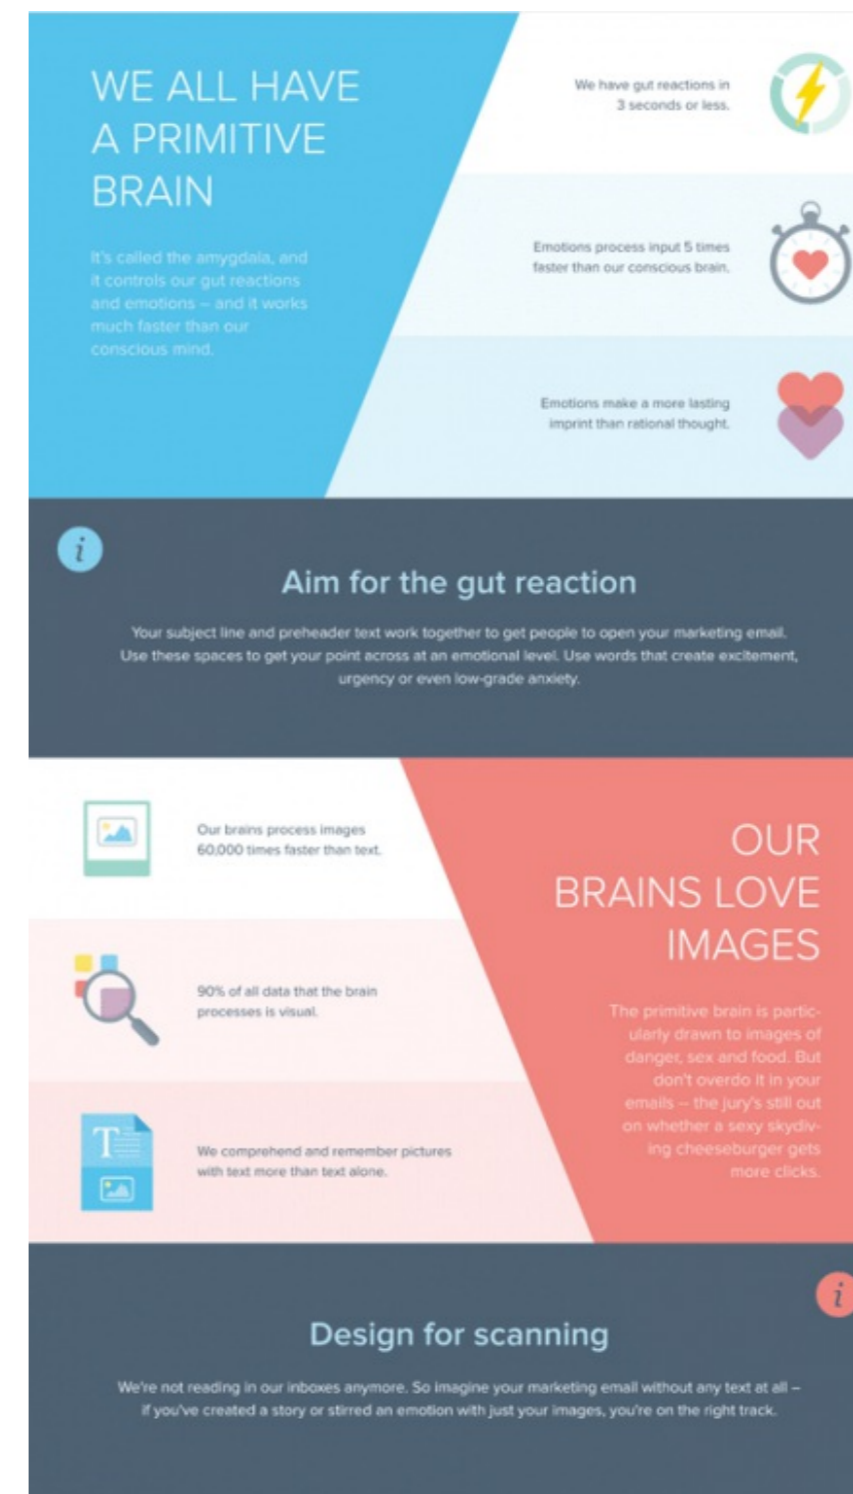 WE ALL HAVE
A PRIMITIVE
BRAIN
It's called the amygdala, and
it controls our gut reactions
and emotions – and it works
much faster than our
conscious mind.
We have gut reactions in
3 seconds or less.
Emotions process input 5 times
faster than our conscious brain.
Emotions make a more lasting
imprint than rational thought.
i
Aim for the gut reaction
Your subject line and preheader text work together to get people to open your marketing email.
Use these spaces to get your point across at an emotional level. Use words that create excitement,
urgency or even low-grade anxiety.
Our brains process images
60,000 times faster than text.
90% of all data that the brain
processes is visual.
T
We comprehend and remember pictures
with text more than text alone.
OUR
BRAINS LOVE
IMAGES
The primitive brain is partic-
ularly drawn to images of
danger, sex and food. But
don't overdo it in your
emails – the jury's still out
on whether a sexy skydiv-
ing cheeseburger gets
more clicks.
i
Design for scanning
We're not reading in our inboxes anymore. So imagine your marketing email without any text at all –
if you've created a story or stirred an emotion with just your images, you're on the right track.